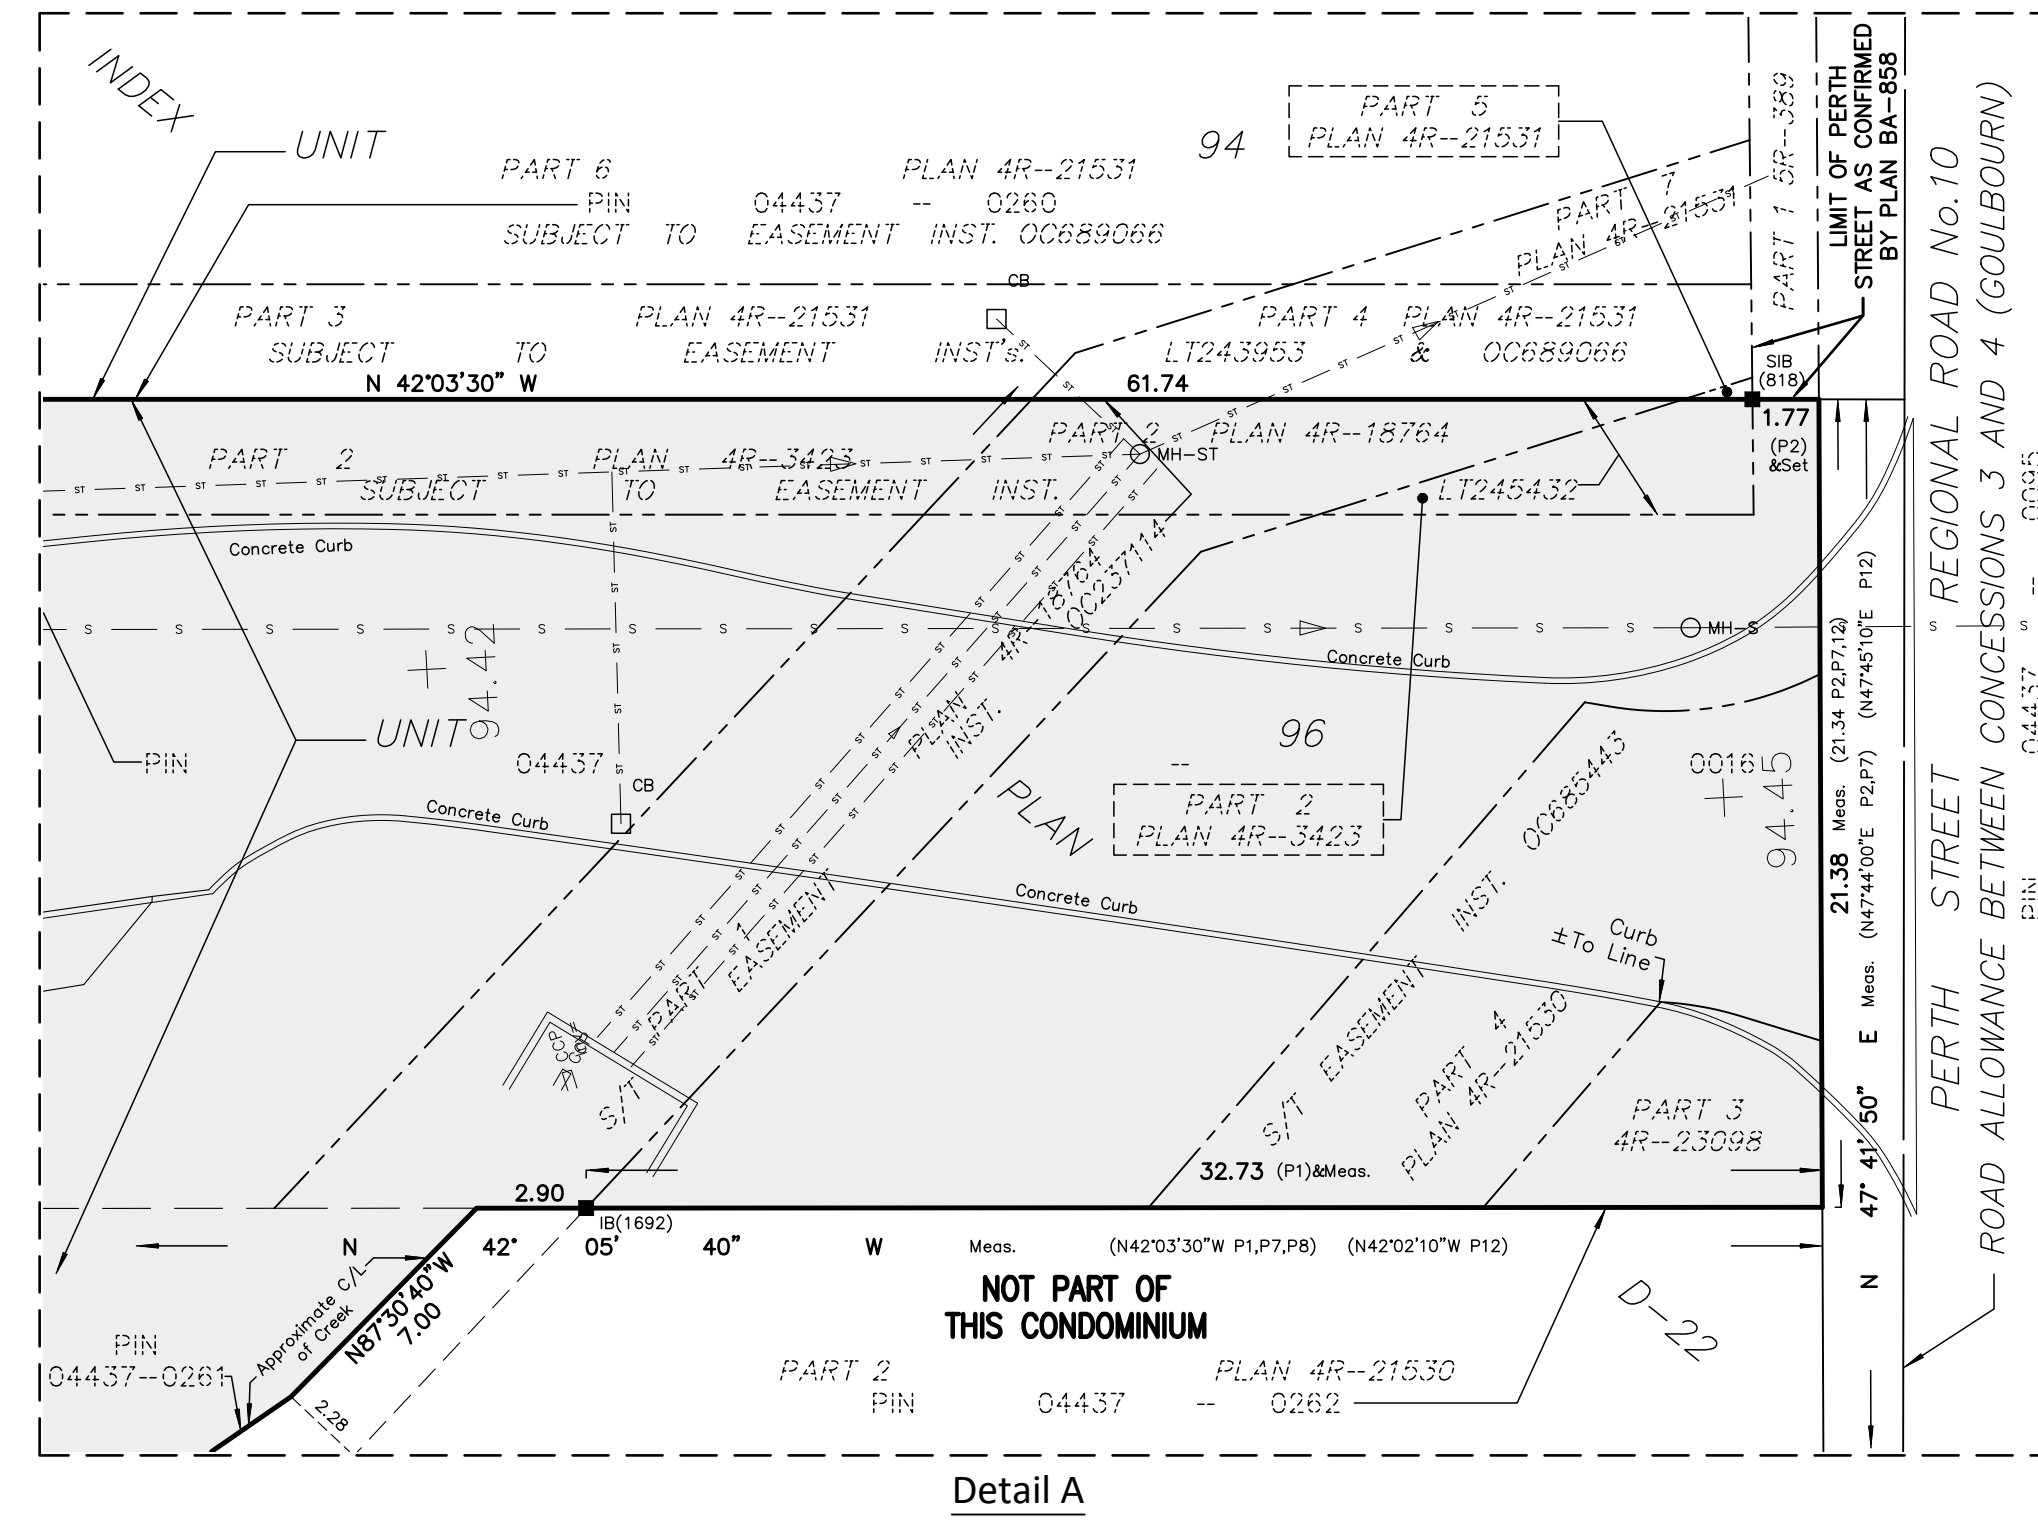 INDEX
UNIT
PART 6 PLAN 4R--21531
PIN 04437 -- 0260
SUBJECT TO EASEMENT INST. OC689066
94
PART 5
PLAN 4R--21531
PART 7
PLAN 4R--21531
PART 1 5R-389
LIMIT OF PERTH
STREET AS CONFIRMED
BY PLAN BA-858
CB
PART 3 PLAN 4R--21531 PART 4 PLAN 4R--21531
SUBJECT TO EASEMENT INST's. LT243953 & OC689066
N 42°03'30" W 61.74
SIB
(818)
1.77
(P2)
&Set
PART 2 PLAN 4R--3423
PART 2 PLAN 4R--18764
MH-ST
SUBJECT TO EASEMENT INST. LT245432
Concrete Curb
MH-S
Concrete Curb
94.42
UNIT
PIN 04437 -- 0016
96
CB
Concrete Curb
PLAN
PART 2
PLAN 4R--3423
94.45
Concrete Curb
PART 1 PLAN 4R--18764
S/T EASEMENT INST. OC237114
CCP
S/T EASEMENT INST. OC685443
PART 4
PLAN 4R--21530
Curb
±To Line
PART 3
4R--23098
32.73 (P1)&Meas.
2.90
IB(1692)
N 42° 05' 40" W Meas. (N42°03'30"W P1,P7,P8) (N42°02'10"W P12)
NOT PART OF
THIS CONDOMINIUM
Approximate C/L
of Creek
N87°30'40"W
7.00
2.28
PIN
04437--0261
PART 2 PLAN 4R--21530
PIN 04437 -- 0262
D-22
21.38 Meas. (21.34 P2,P7,12)
N 47° 41' 50" E Meas. (N47°44'00"E P2,P7) (N47°45'10"E P12)
PERTH STREET REGIONAL ROAD No.10
ROAD ALLOWANCE BETWEEN CONCESSIONS 3 AND 4 (GOULBOURN)
PIN 04437 -- 0095
Detail A